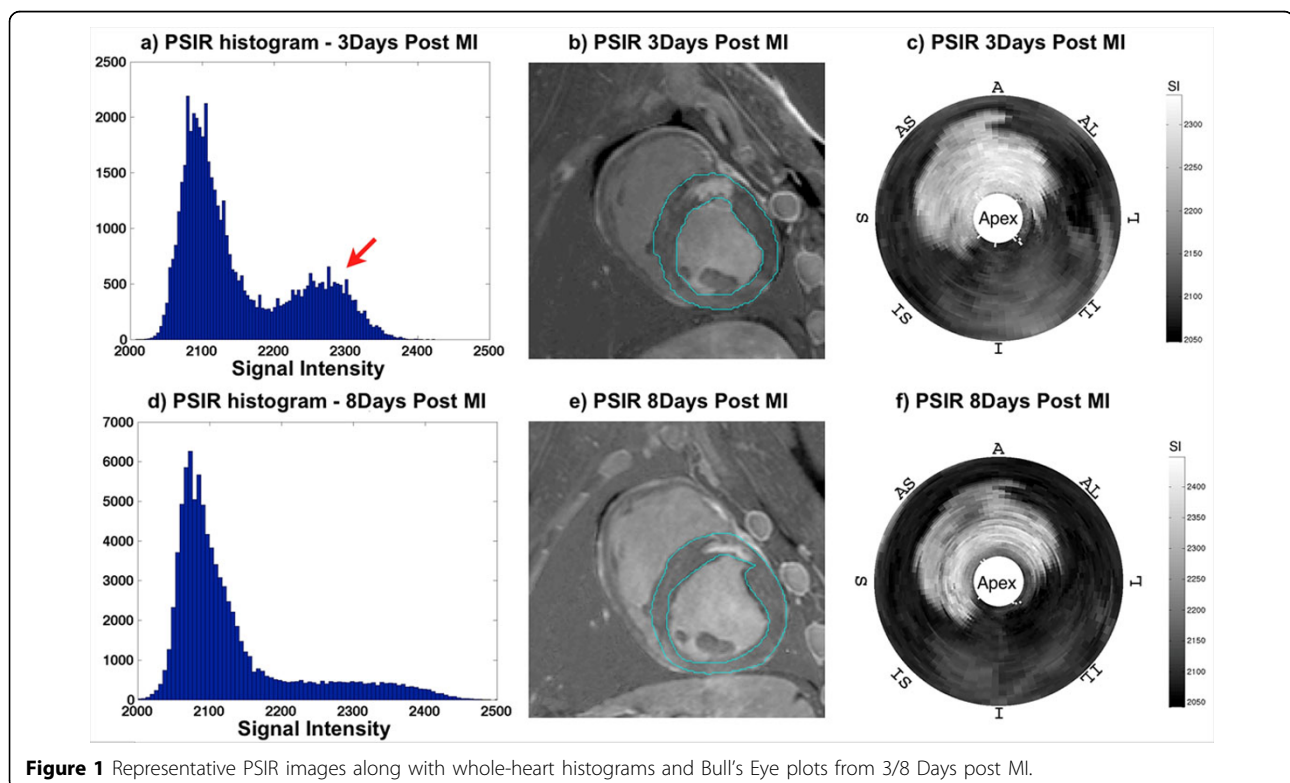 a) PSIR histogram - 3Days Post MI
2500
2000
1500
1000
500
0
2000 2100 2200 2300 2400 2500
Signal Intensity
b) PSIR 3Days Post MI
c) PSIR 3Days Post MI
A
AS
AL
S
L
IS
IL
I
Apex
SI
2300
2250
2200
2150
2100
2050
d) PSIR histogram - 8Days Post MI
7000
6000
5000
4000
3000
2000
1000
0
2000 2100 2200 2300 2400 2500
Signal Intensity
e) PSIR 8Days Post MI
f) PSIR 8Days Post MI
A
AS
AL
S
L
IS
IL
I
Apex
SI
2400
2350
2300
2250
2200
2150
2100
2050
Figure 1 Representative PSIR images along with whole-heart histograms and Bull's Eye plots from 3/8 Days post MI.